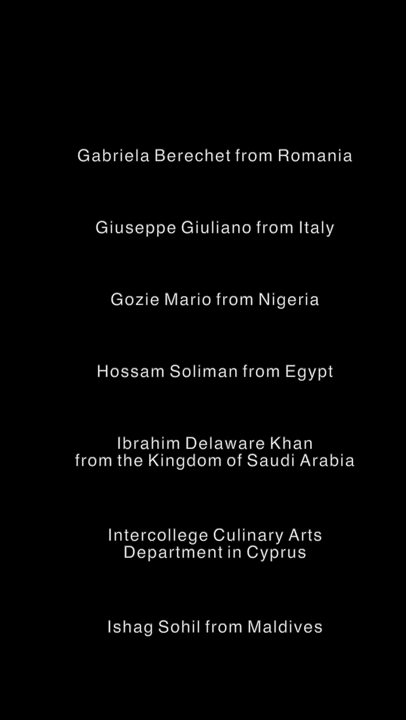 Gabriela Berechet from Romania
Giuseppe Giuliano from Italy
Gozie Mario from Nigeria
Hossam Soliman from Egypt
Ibrahim Delaware Khan
from the Kingdom of Saudi Arabia
Intercollege Culinary Arts
Department in Cyprus
Ishag Sohil from Maldives